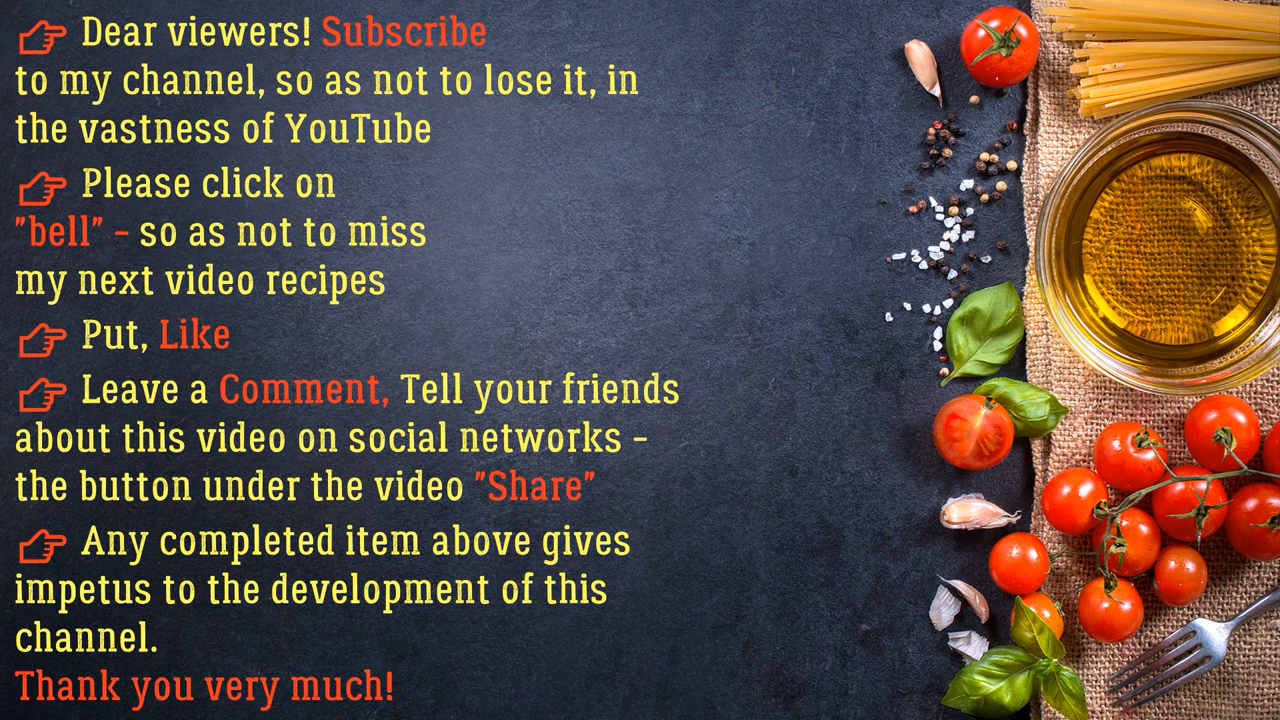 Dear viewers! Subscribe
to my channel, so as not to lose it, in
the vastness of YouTube
Please click on
"bell" - so as not to miss
my next video recipes
Put, Like
Leave a Comment, Tell your friends
about this video on social networks -
the button under the video "Share"
Any completed item above gives
impetus to the development of this
channel.
Thank you very much!